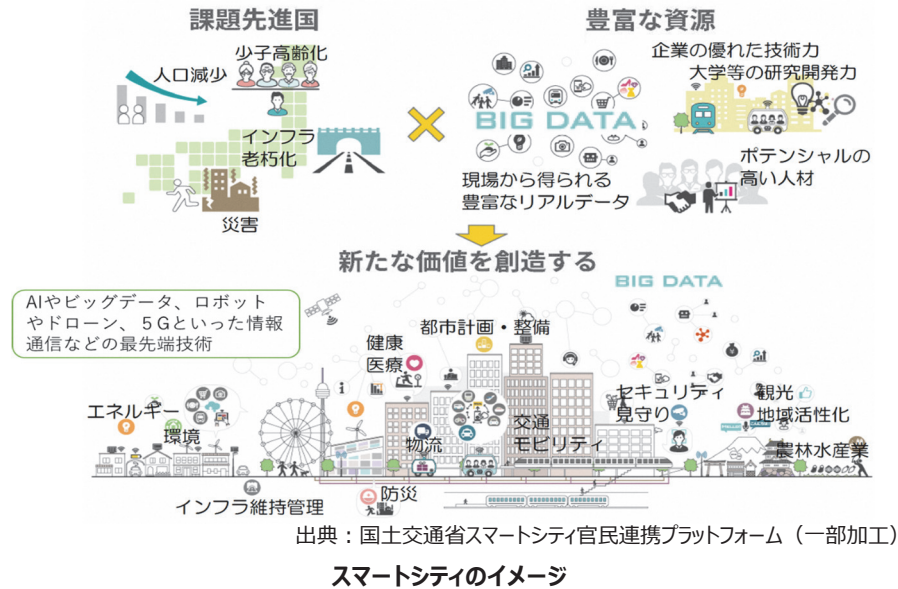 課題先進国
豊富な資源
少子高齢化
人口減少
インフラ
老朽化
災害
BIG DATA
現場から得られる
豊富なリアルデータ
企業の優れた技術力
大学等の研究開発力
ポテンシャルの
高い人材
新たな価値を創造する
BIG DATA
AIやビッグデータ、ロボット
やドローン、５Gといった情報
通信などの最先端技術
都市計画・整備
健康
医療
エネルギー
環境
物流
交通
モビリティ
セキュリティ
見守り
観光
地域活性化
農林水産業
インフラ維持管理
防災
出典：国土交通省スマートシティ官民連携プラットフォーム（一部加工）
スマートシティのイメージ